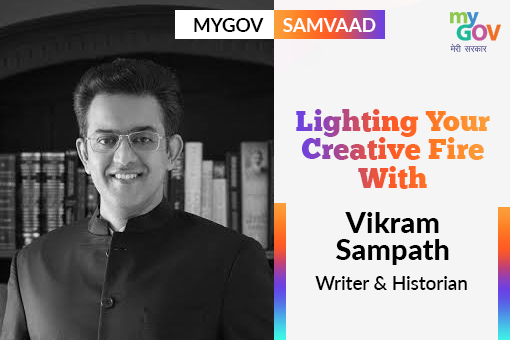 MYGOV SAMVAAD
my
GOV
मेरी सरकार
Lighting Your
Creative Fire
With
Vikram
Sampath
Writer & Historian